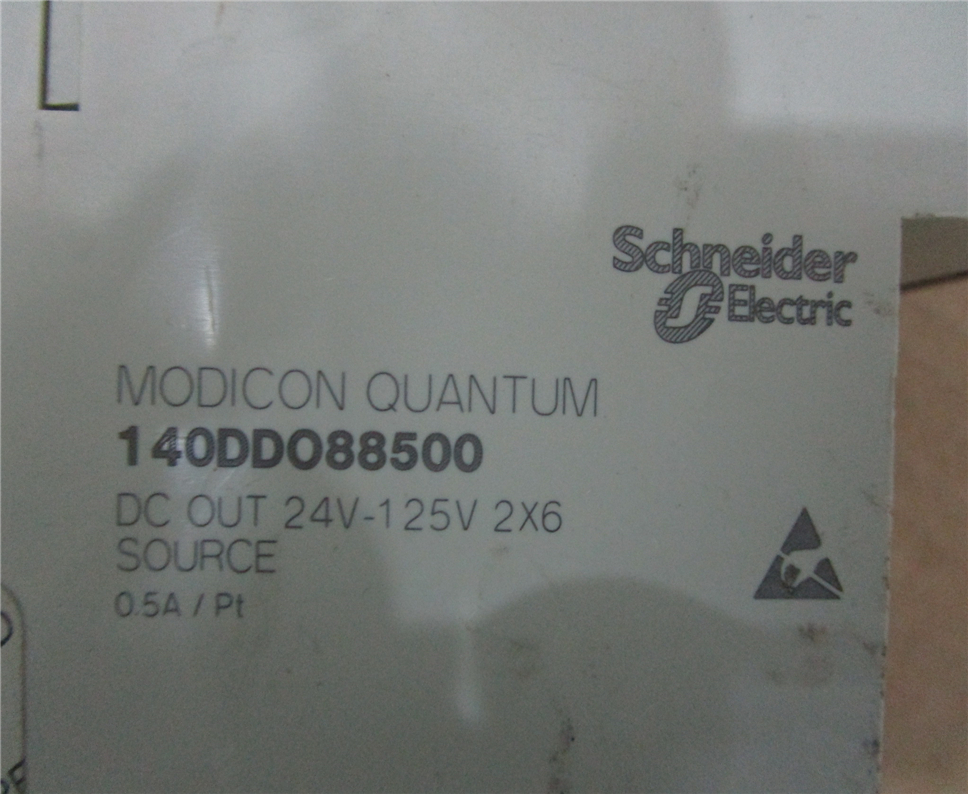 Schneider
Electric
MODICON QUANTUM
140DDO88500
DC OUT 24V-125V 2X6
SOURCE
0.5A / Pt